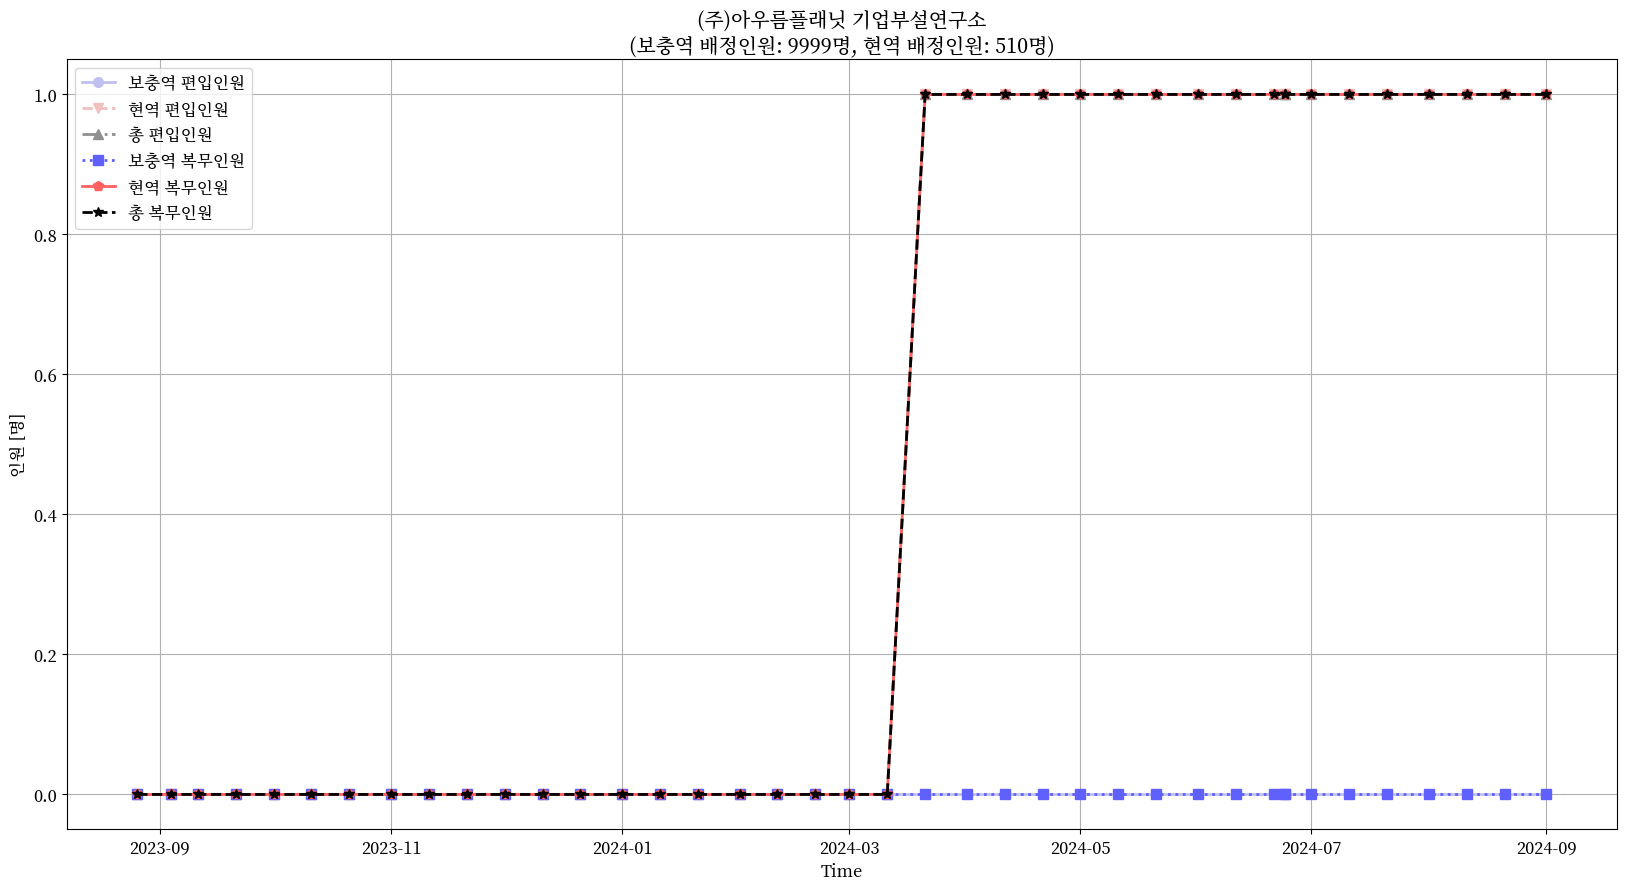 (주)아우름플래닛 기업부설연구소
(보충역 배정인원: 9999명, 현역 배정인원: 510명)
보충역 편입인원
현역 편입인원
총 편입인원
보충역 복무인원
현역 복무인원
총 복무인원
인원 [명]
1.0
0.8
0.6
0.4
0.2
0.0
2023-09
2023-11
2024-01
2024-03
2024-05
2024-07
2024-09
Time